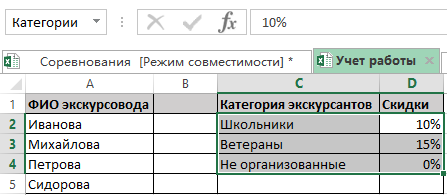 Категории fx 10%
Соревнования [Режим совместимости] * Учет работы
A B C D
1 ФИО экскурсовода Категория экскурсантов Скидки
2 Иванова Школьники 10%
3 Михайлова Ветераны 15%
4 Петрова Не организованные 0%
5 Сидорова